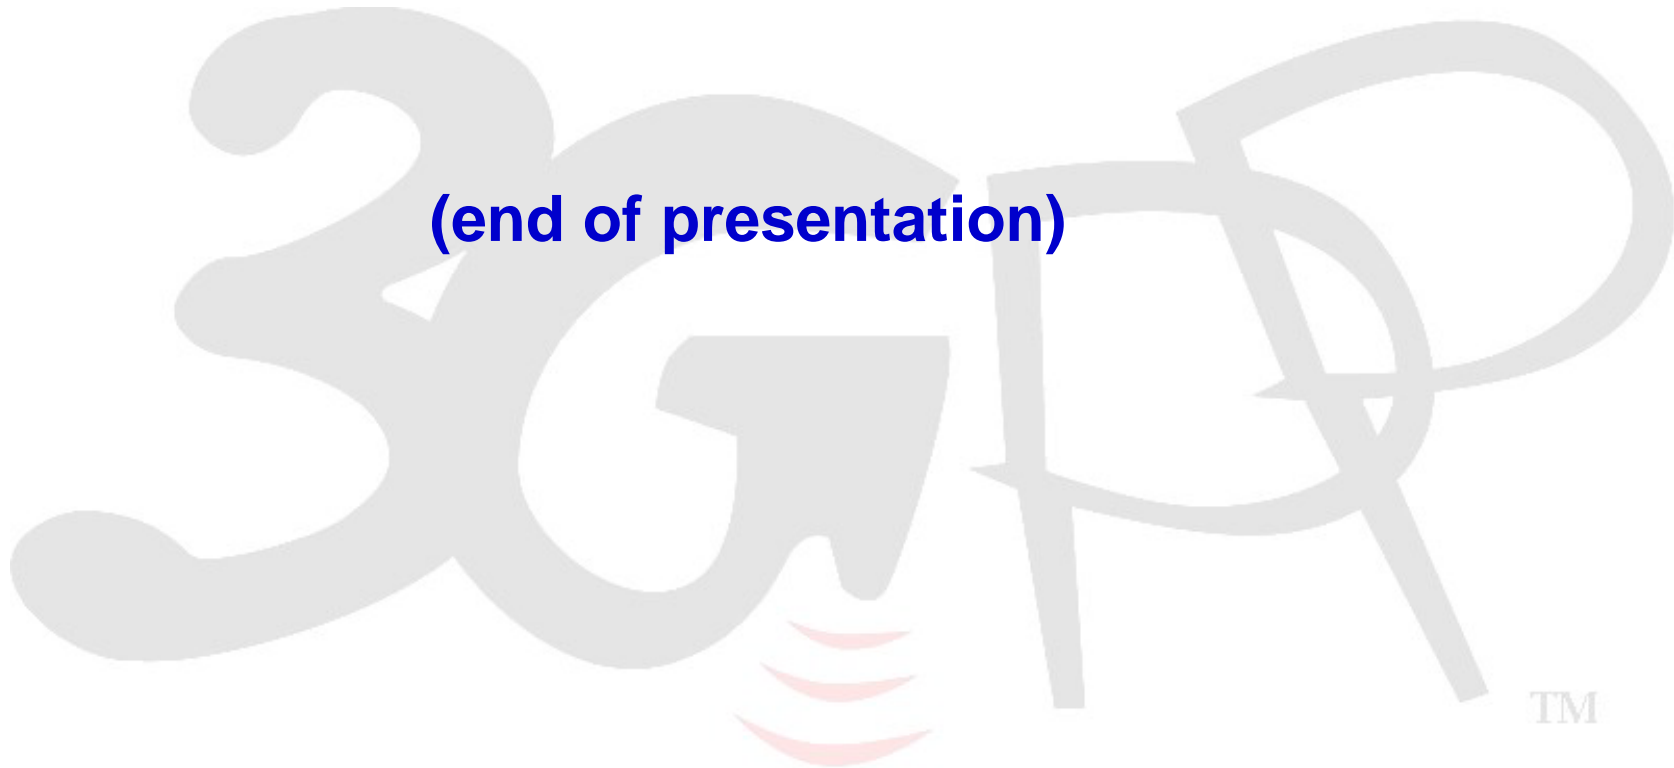 (end of presentation)
3GPP
TM